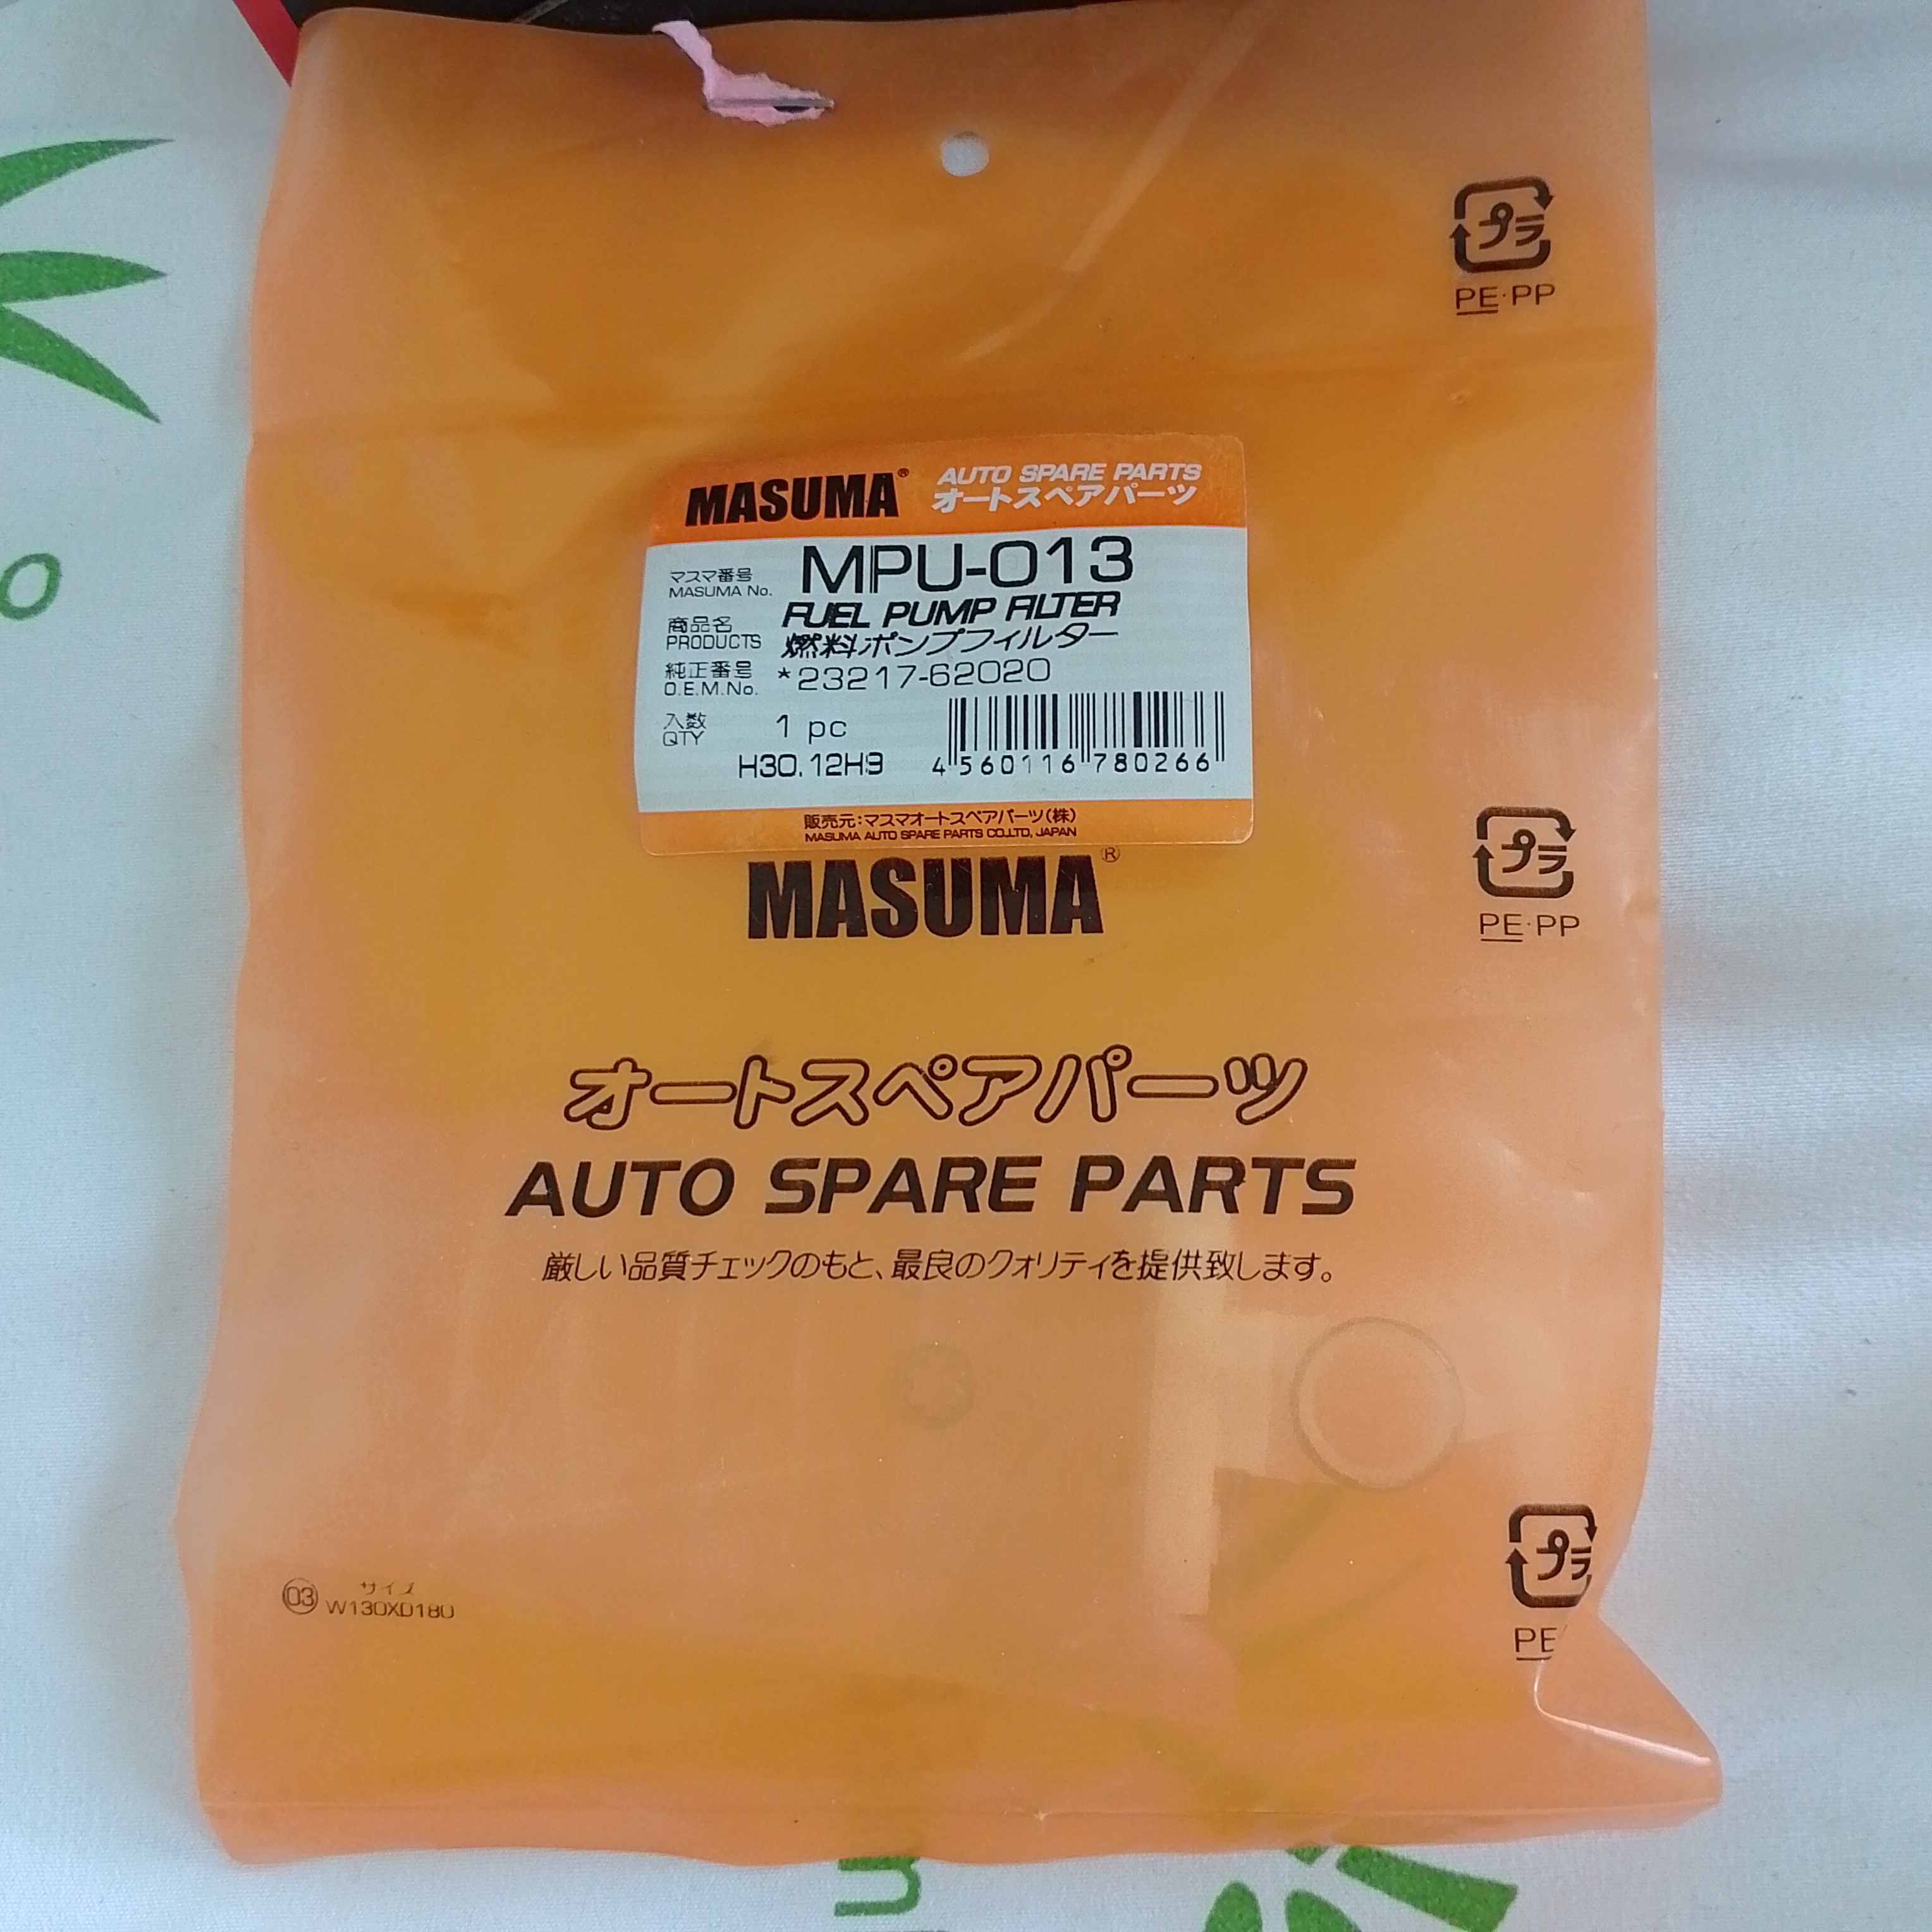 プラ
PE·PP
MASUMA® AUTO SPARE PARTS
オートスペアパーツ
マスマ番号
MASUMA No. MPU-013
商品名
PRODUCTS
FUEL PUMP FILTER
燃料ポンプフィルター
純正番号
O.E.M.No. *23217-62020
入数
QTY 1 pc
H30.12H9 4560116780266
販売元:マスマオートスペアパーツ(株)
MASUMA AUTO SPARE PARTS CO.LTD, JAPAN
MASUMA®
プラ
PE·PP
オートスペアパーツ
AUTO SPARE PARTS
厳しい品質チェックのもと、最良のクォリティを提供致します。
プラ
PE
03 サイズ
W130XD180